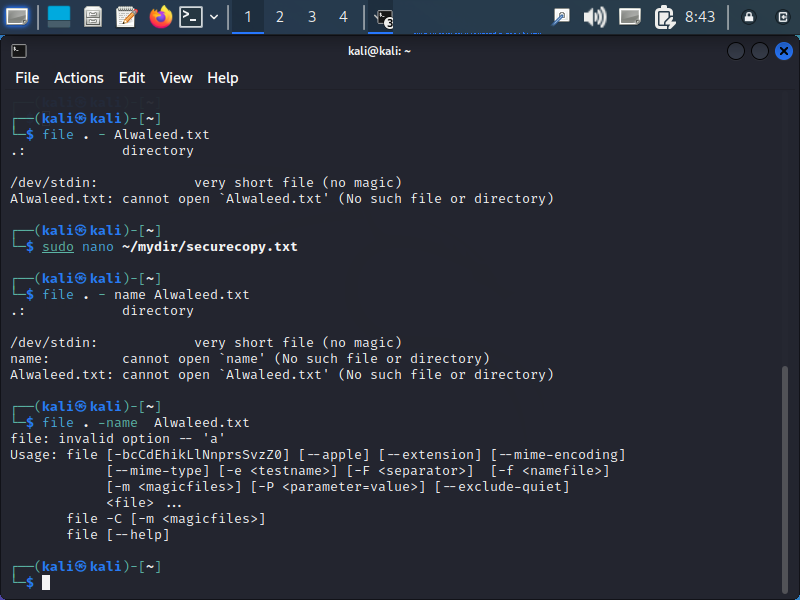 1 2 3 4 3 8:43
kali@kali: ~
File Actions Edit View Help
┌──(kali㉿kali)-[~]
└─$ file . - Alwaleed.txt
.: directory
/dev/stdin: very short file (no magic)
Alwaleed.txt: cannot open `Alwaleed.txt' (No such file or directory)
┌──(kali㉿kali)-[~]
└─$ sudo nano ~/mydir/securecopy.txt
┌──(kali㉿kali)-[~]
└─$ file . - name Alwaleed.txt
.: directory
/dev/stdin: very short file (no magic)
name: cannot open `name' (No such file or directory)
Alwaleed.txt: cannot open `Alwaleed.txt' (No such file or directory)
┌──(kali㉿kali)-[~]
└─$ file . -name  Alwaleed.txt
file: invalid option -- 'a'
Usage: file [-bcCdEhikLlNnprsSvzZ0] [--apple] [--extension] [--mime-encoding]
[--mime-type] [-e <testname>] [-F <separator>]  [-f <namefile>]
[-m <magicfiles>] [-P <parameter=value>] [--exclude-quiet]
<file> ...
file -C [-m <magicfiles>]
file [--help]
┌──(kali㉿kali)-[~]
└─$